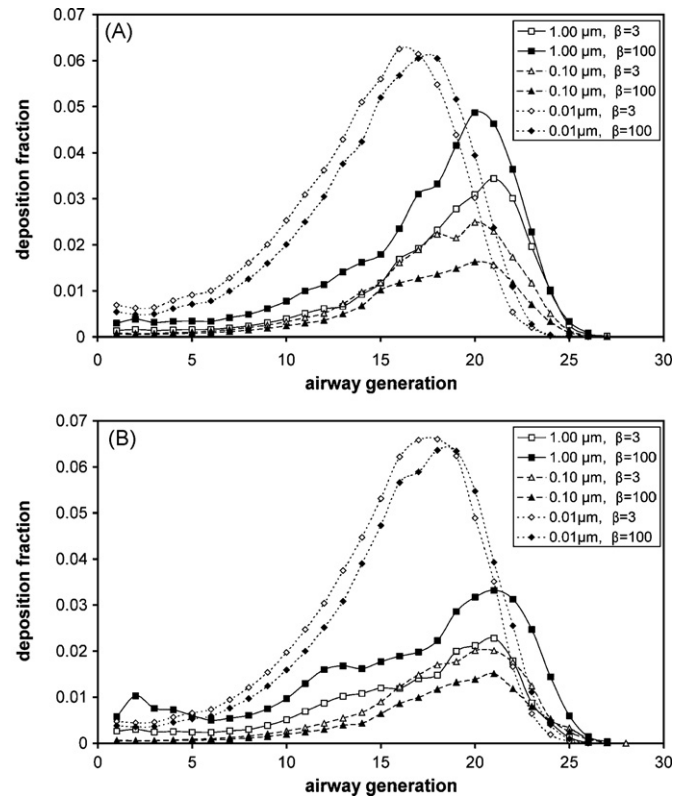 (A)
0.07
0.06
0.05
0.04
0.03
0.02
0.01
0
deposition fraction
0 5 10 15 20 25 30
airway generation
1.00 µm, β=3
1.00 µm, β=100
0.10 µm, β=3
0.10 µm, β=100
0.01µm, β=3
0.01µm, β=100
(B)
0.07
0.06
0.05
0.04
0.03
0.02
0.01
0
deposition fraction
0 5 10 15 20 25 30
airway generation
1.00 µm, β=3
1.00 µm, β=100
0.10 µm, β=3
0.10 µm, β=100
0.01µm, β=3
0.01µm, β=100